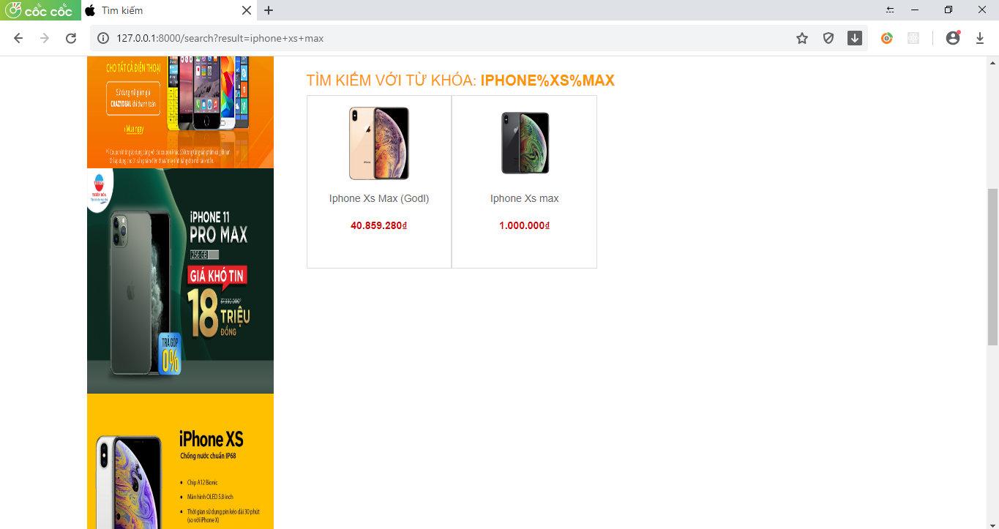 cốc cốc
Tìm kiếm
127.0.0.1:8000/search?result=iphone+xs+max
CHO TẤT CẢ ĐIỆN THOẠI
Sử dụng mã giảm giá
CRAZYDEAL khi thanh toán
› Mua ngay
TÌM KIẾM VỚI TỪ KHÓA: IPHONE%XS%MAX
Iphone Xs Max (Godl)
40.859.280₫
Iphone Xs max
1.000.000₫
iPHONE 11
PRO MAX
256 GB
GIÁ KHÓ TIN
18 TRIỆU
ĐỒNG
TRẢ GÓP
0%
iPhone XS
Chống nước chuẩn IP68
• Chip A12 Bionic
• Màn hình OLED 5.8 inch
• Thời gian sử dụng pin kéo dài 30 phút
(so với iPhone X)